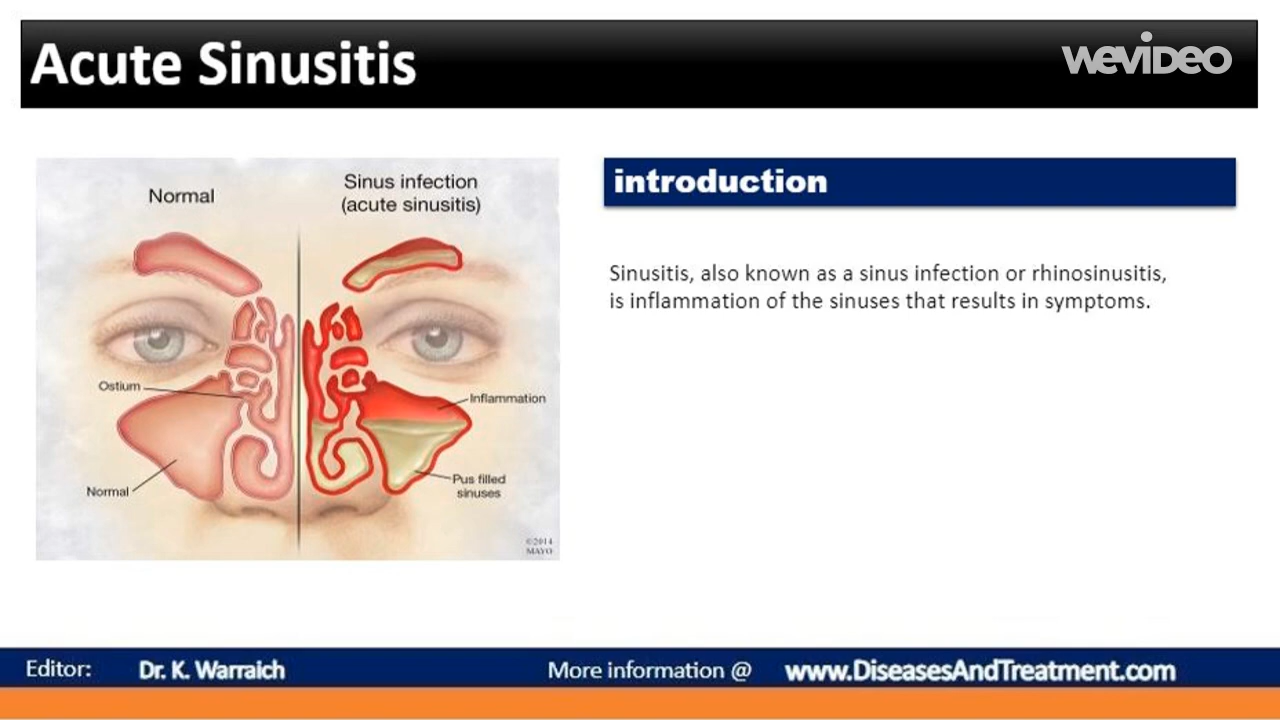 Acute Sinusitis
WEVIDEO
Normal
Sinus infection
(acute sinusitis)
Ostium
Inflammation
Normal
Pus filled
sinuses
©2014
MAYO
introduction
Sinusitis, also known as a sinus infection or rhinosinusitis,
is inflammation of the sinuses that results in symptoms.
Editor: Dr. K. Warraich More information @ www.DiseasesAndTreatment.com